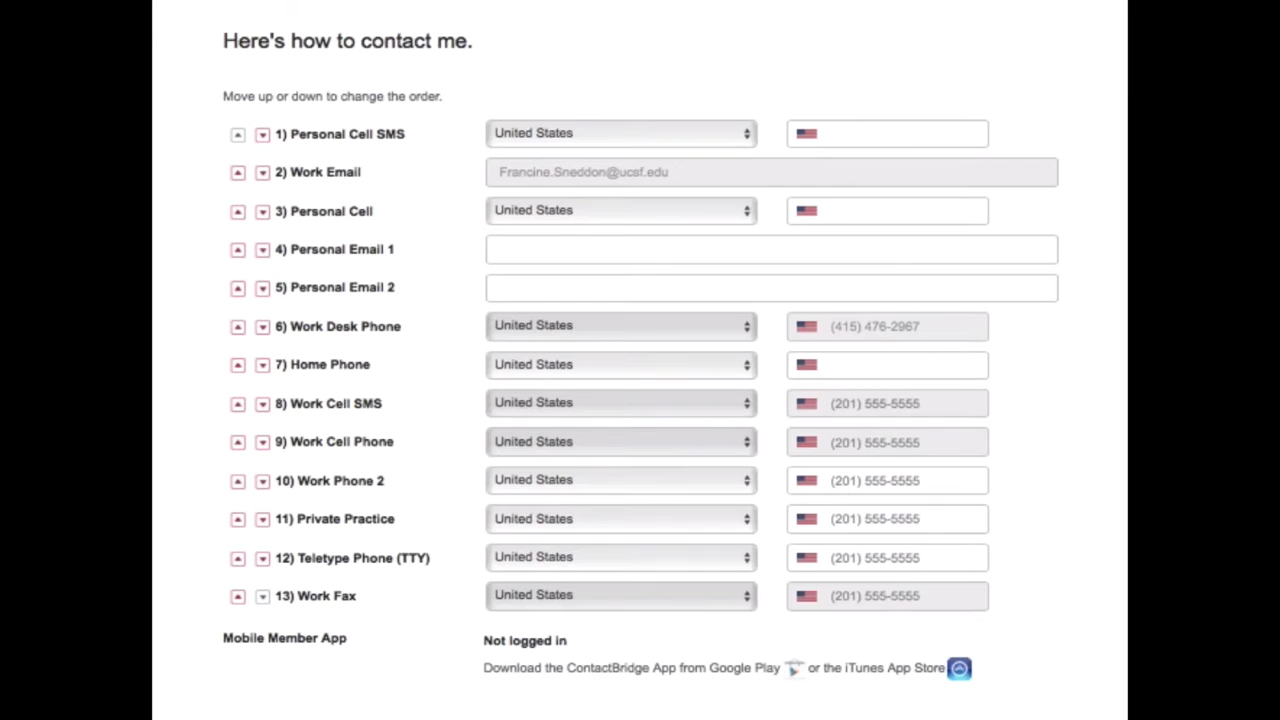 Here's how to contact me.
Move up or down to change the order.
1) Personal Cell SMS United States
2) Work Email Francine.Sneddon@ucsf.edu
3) Personal Cell United States
4) Personal Email 1
5) Personal Email 2
6) Work Desk Phone United States (415) 476-2967
7) Home Phone United States
8) Work Cell SMS United States (201) 555-5555
9) Work Cell Phone United States (201) 555-5555
10) Work Phone 2 United States (201) 555-5555
11) Private Practice United States (201) 555-5555
12) Teletype Phone (TTY) United States (201) 555-5555
13) Work Fax United States (201) 555-5555
Mobile Member App Not logged in
Download the ContactBridge App from Google Play or the iTunes App Store